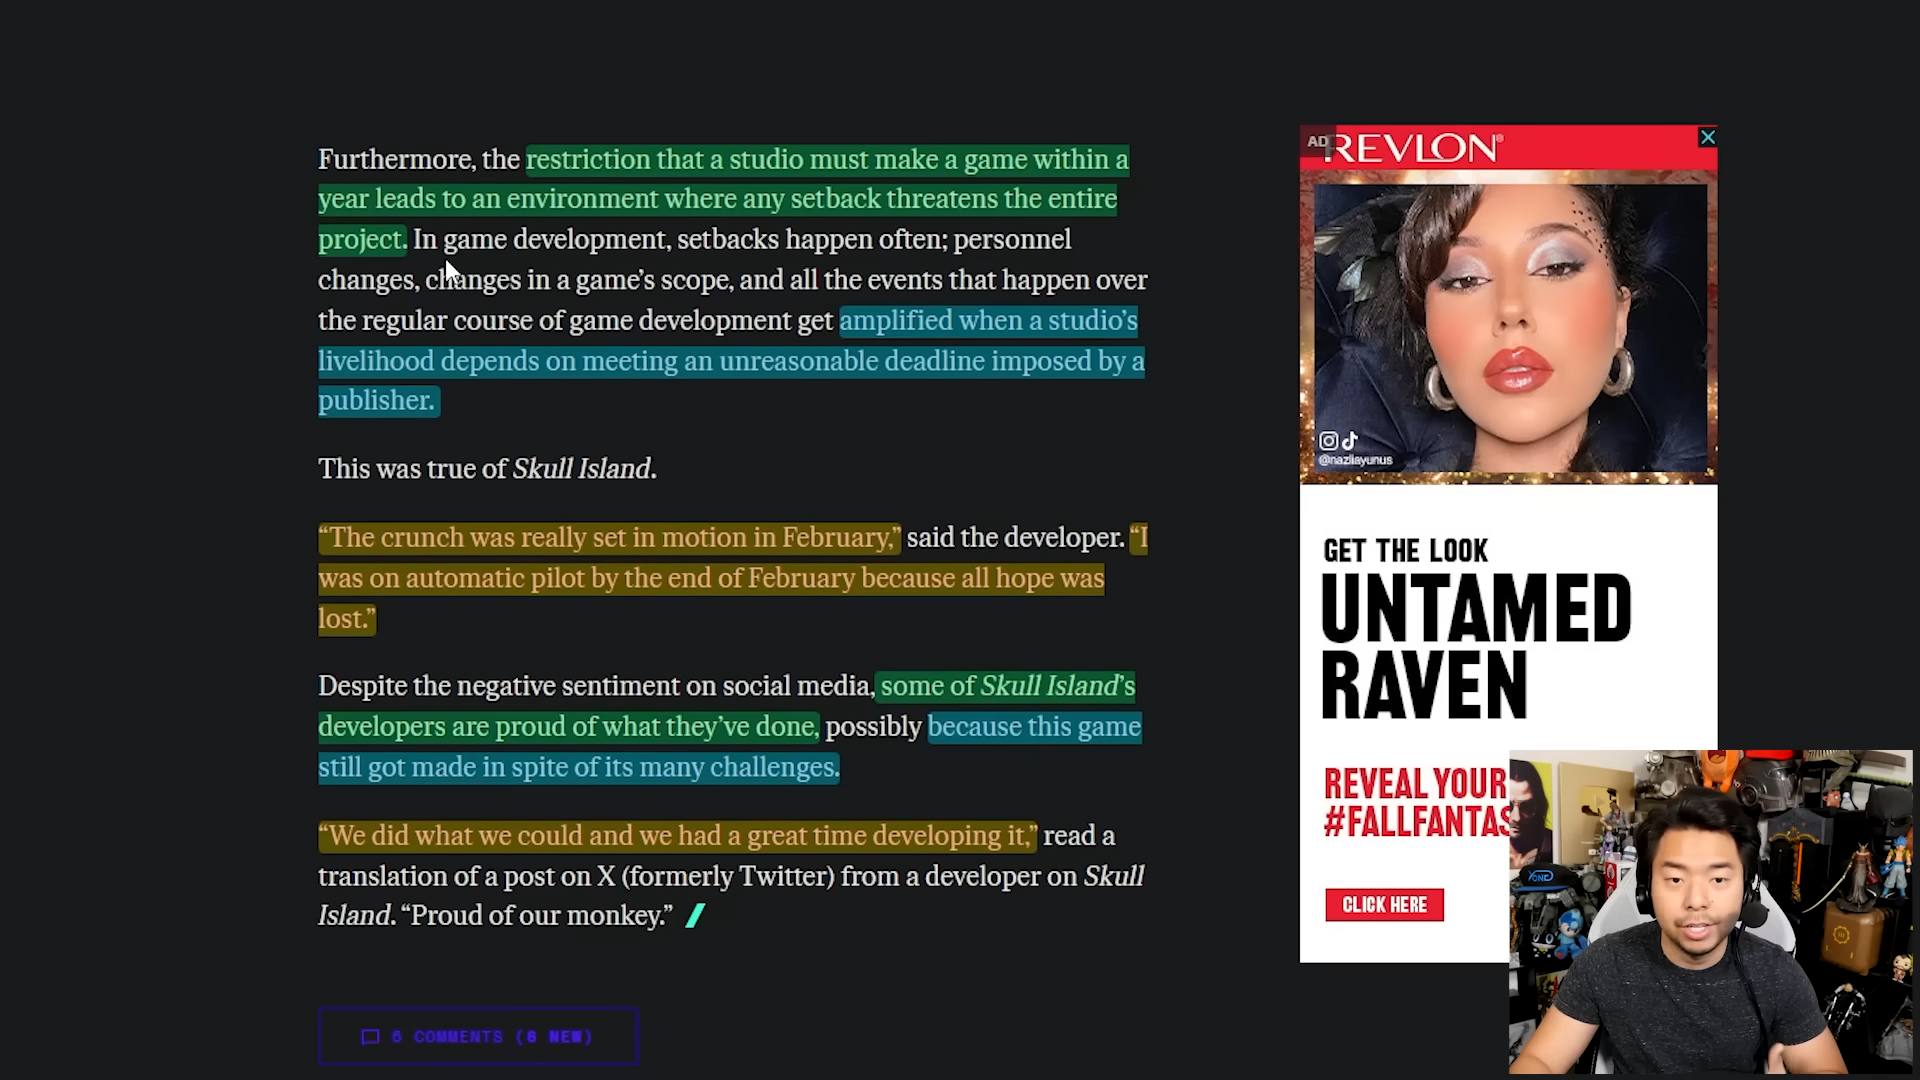 Furthermore, the restriction that a studio must make a game within a
year leads to an environment where any setback threatens the entire
project. In game development, setbacks happen often; personnel
changes, changes in a game’s scope, and all the events that happen over
the regular course of game development get amplified when a studio’s
livelihood depends on meeting an unreasonable deadline imposed by a
publisher.
This was true of Skull Island.
“The crunch was really set in motion in February,” said the developer. “I
was on automatic pilot by the end of February because all hope was
lost.”
Despite the negative sentiment on social media, some of Skull Island’s
developers are proud of what they’ve done, possibly because this game
still got made in spite of its many challenges.
“We did what we could and we had a great time developing it,” read a
translation of a post on X (formerly Twitter) from a developer on Skull
Island. “Proud of our monkey.”
6 COMMENTS (6 NEW)
AD
REVLON®
@naziiayunus
GET THE LOOK
UNTAMED
RAVEN
REVEAL YOUR
#FALLFANTAS
CLICK HERE